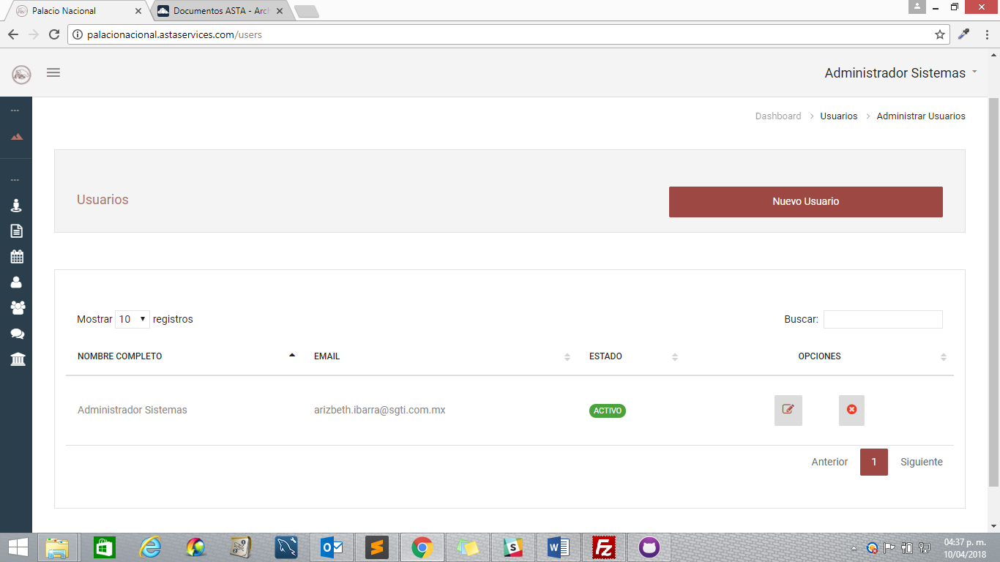 Palacio Nacional
Documentos ASTA - Arch
palacionacional.astaservices.com/users
Administrador Sistemas
Dashboard > Usuarios > Administrar Usuarios
Usuarios
Nuevo Usuario
Mostrar 10 registros
Buscar:
NOMBRE COMPLETO EMAIL ESTADO OPCIONES
Administrador Sistemas arizbeth.ibarra@sgti.com.mx ACTIVO
Anterior 1 Siguiente
04:37 p. m.
10/04/2018